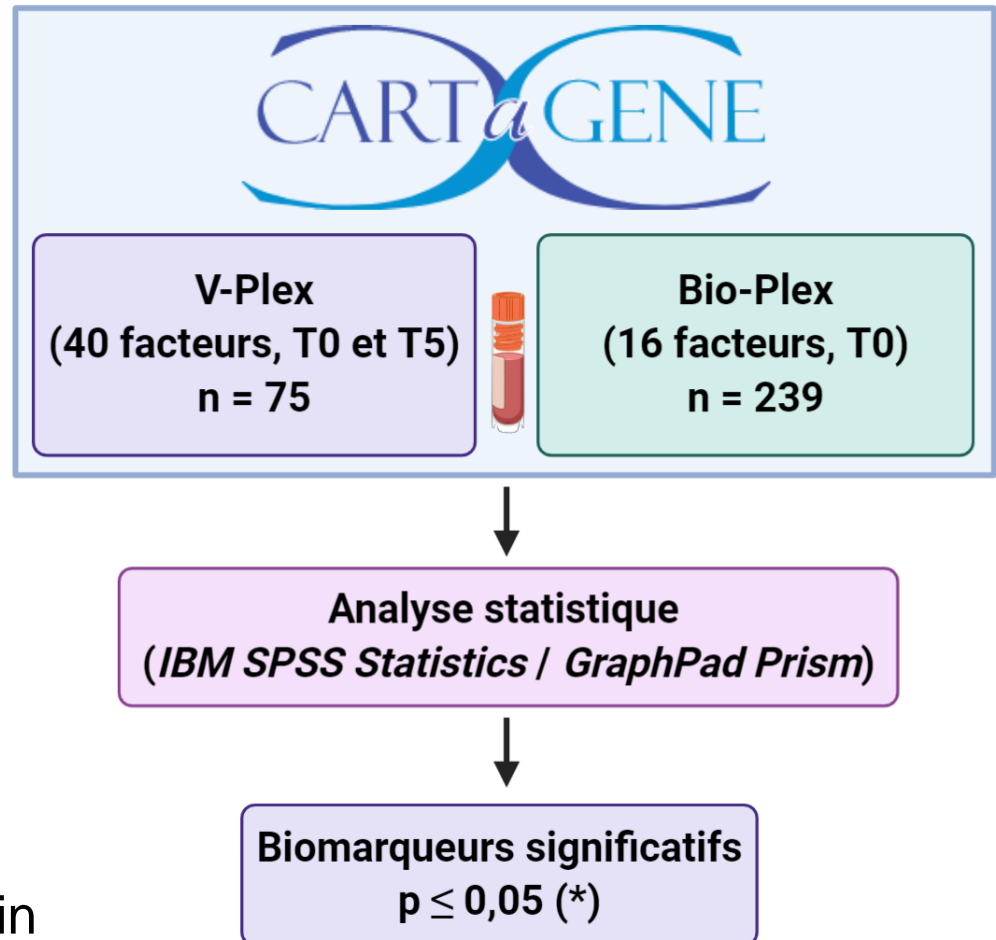 CARTaGENE
V-Plex
(40 facteurs, T0 et T5)
n = 75
Bio-Plex
(16 facteurs, T0)
n = 239
Analyse statistique
(IBM SPSS Statistics / GraphPad Prism)
Biomarqueurs significatifs
p ≤ 0,05 (*)
in